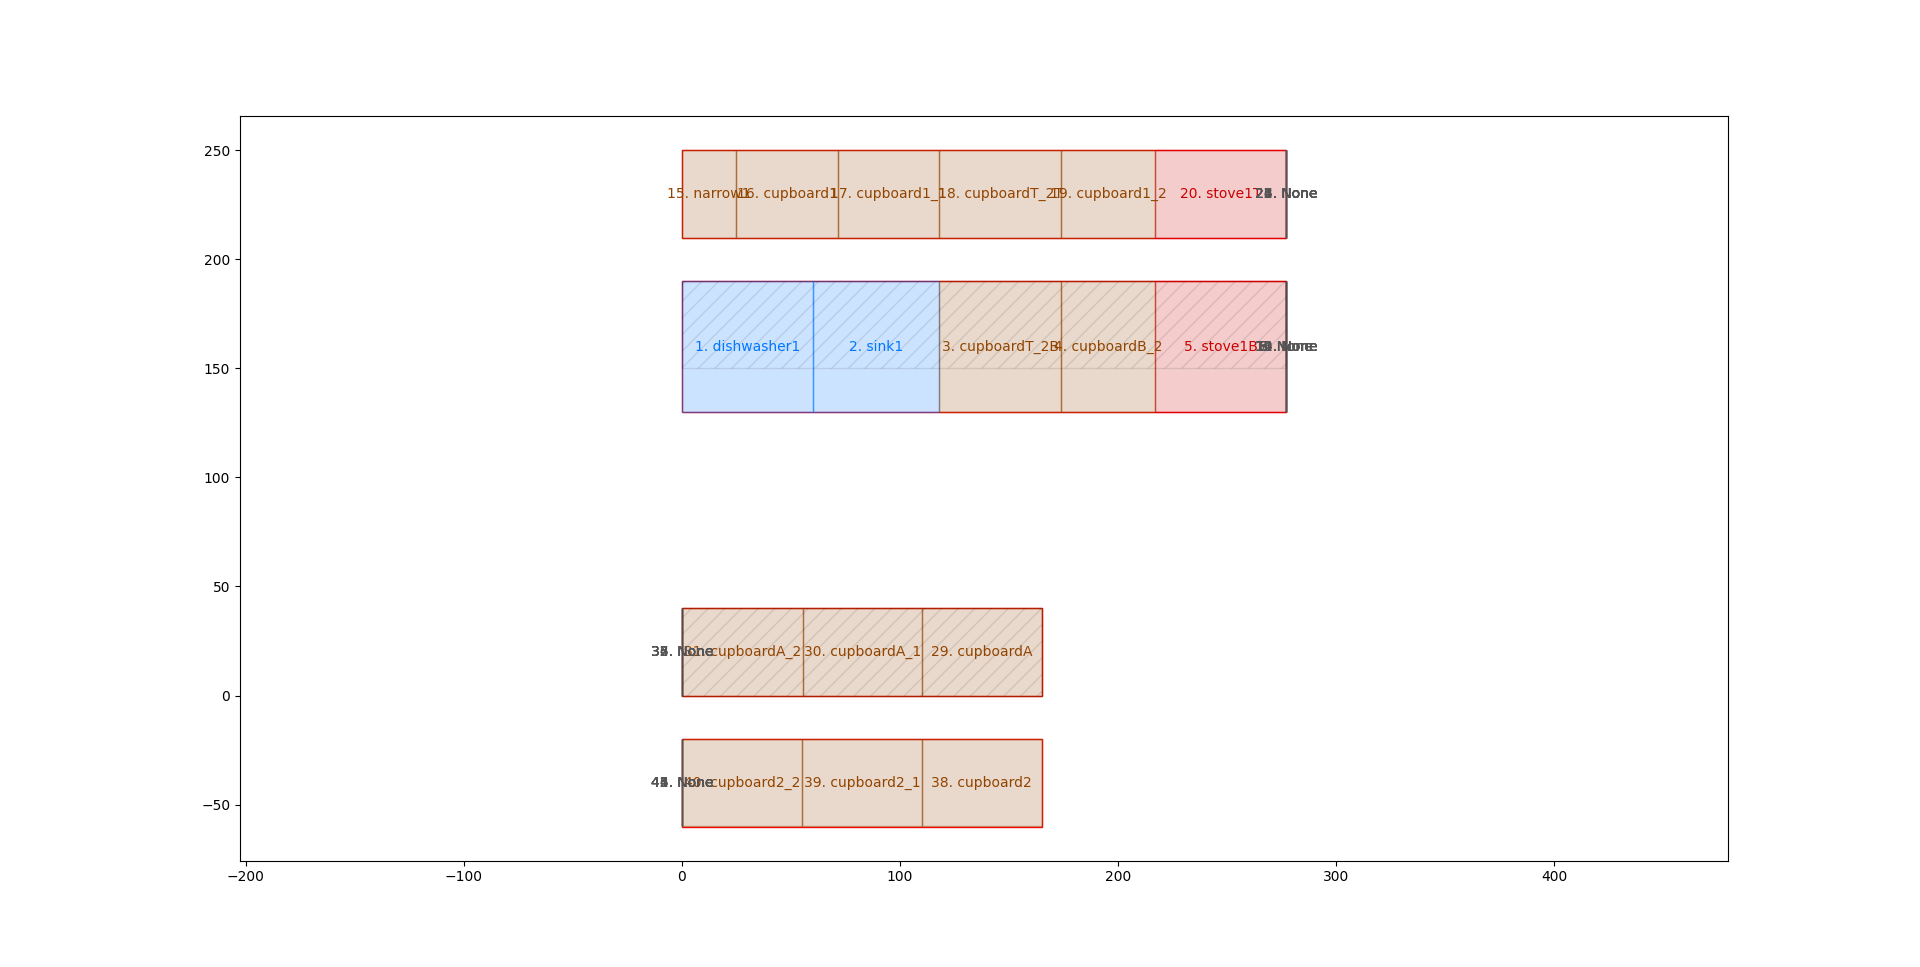 250
15. narrow1
16. cupboard1
17. cupboard1_1
18. cupboardT_2T
19. cupboard1_2
20. stove1T
None
200
1. dishwasher1
2. sink1
3. cupboardT_2B
4. cupboardB_2
5. stove1B
None
150
100
50
None
31. cupboardA_2
30. cupboardA_1
29. cupboardA
0
None
40. cupboard2_2
39. cupboard2_1
38. cupboard2
−50
−200
−100
0
100
200
300
400